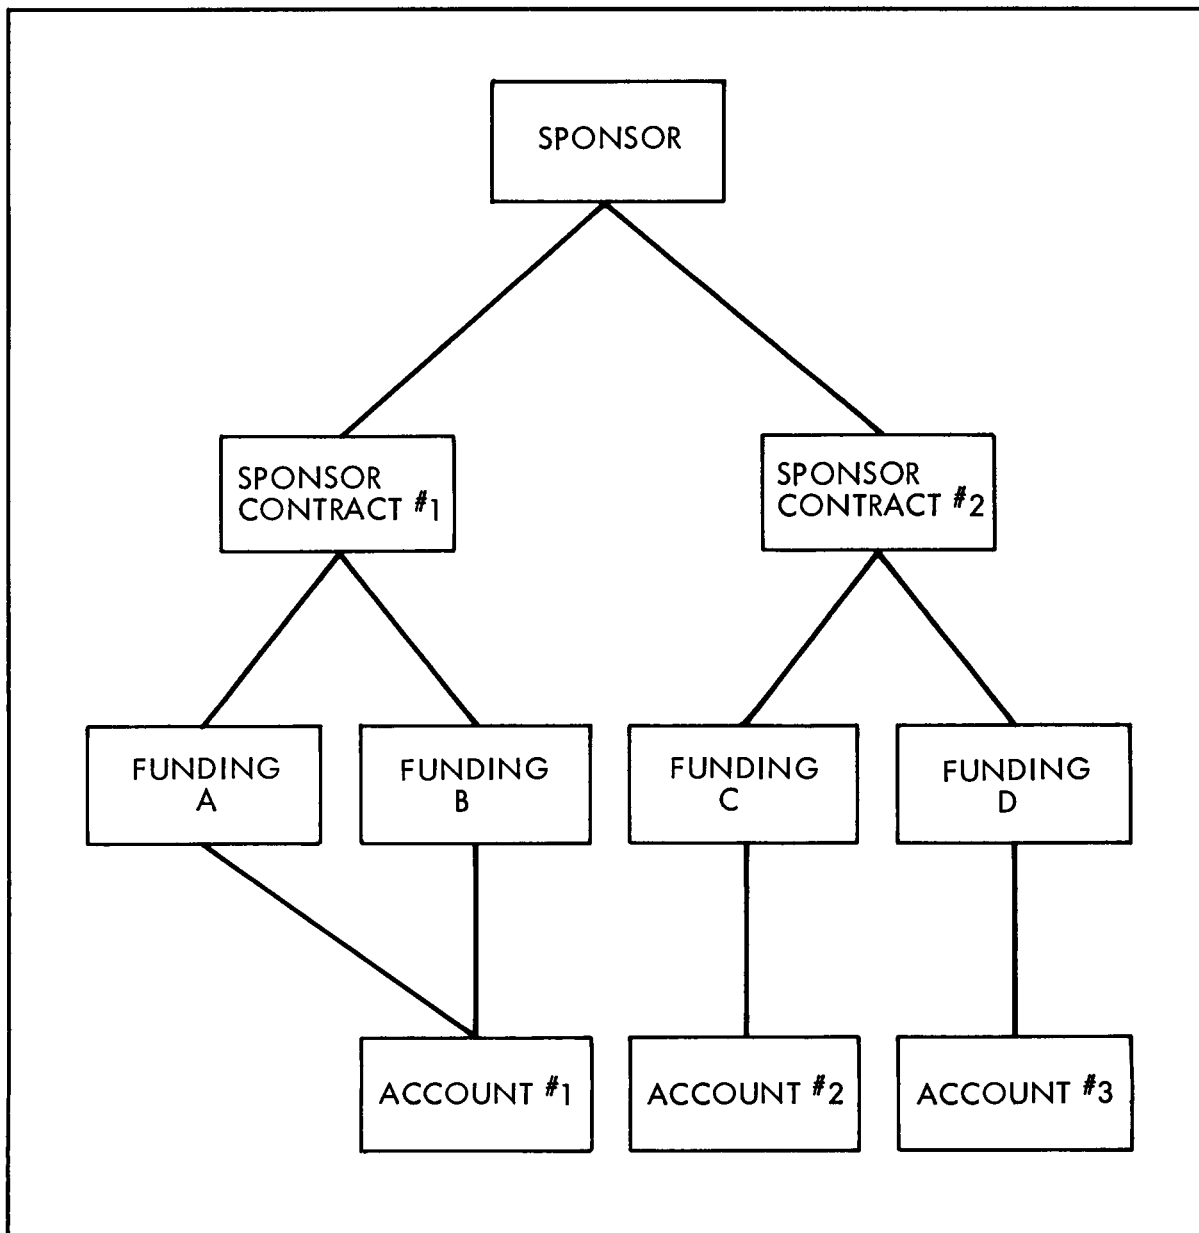 SPONSOR
SPONSOR
CONTRACT #1
SPONSOR
CONTRACT #2
FUNDING
A
FUNDING
B
FUNDING
C
FUNDING
D
ACCOUNT #1
ACCOUNT #2
ACCOUNT #3